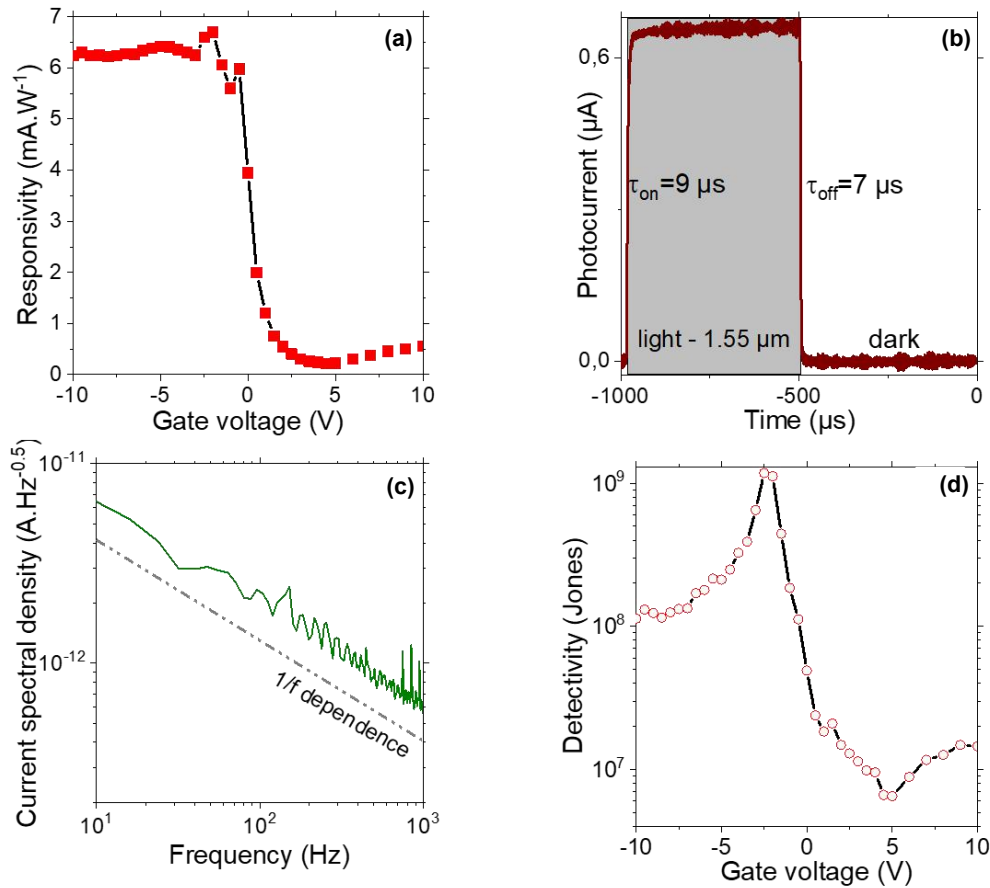 (a)
Responsivity (mA.W⁻¹)
7
6
5
4
3
2
1
0
-10 -5 0 5 10
Gate voltage (V)
(b)
Photocurrent (µA)
0,6
0,0
τon=9 µs
τoff=7 µs
light - 1.55 µm
dark
-1000 -500 0
Time (µs)
(c)
Current spectral density (A.Hz⁻⁰·⁵)
10⁻¹¹
10⁻¹²
1/f dependence
10¹ 10² 10³
Frequency (Hz)
(d)
Detectivity (Jones)
10⁹
10⁸
10⁷
-10 -5 0 5 10
Gate voltage (V)